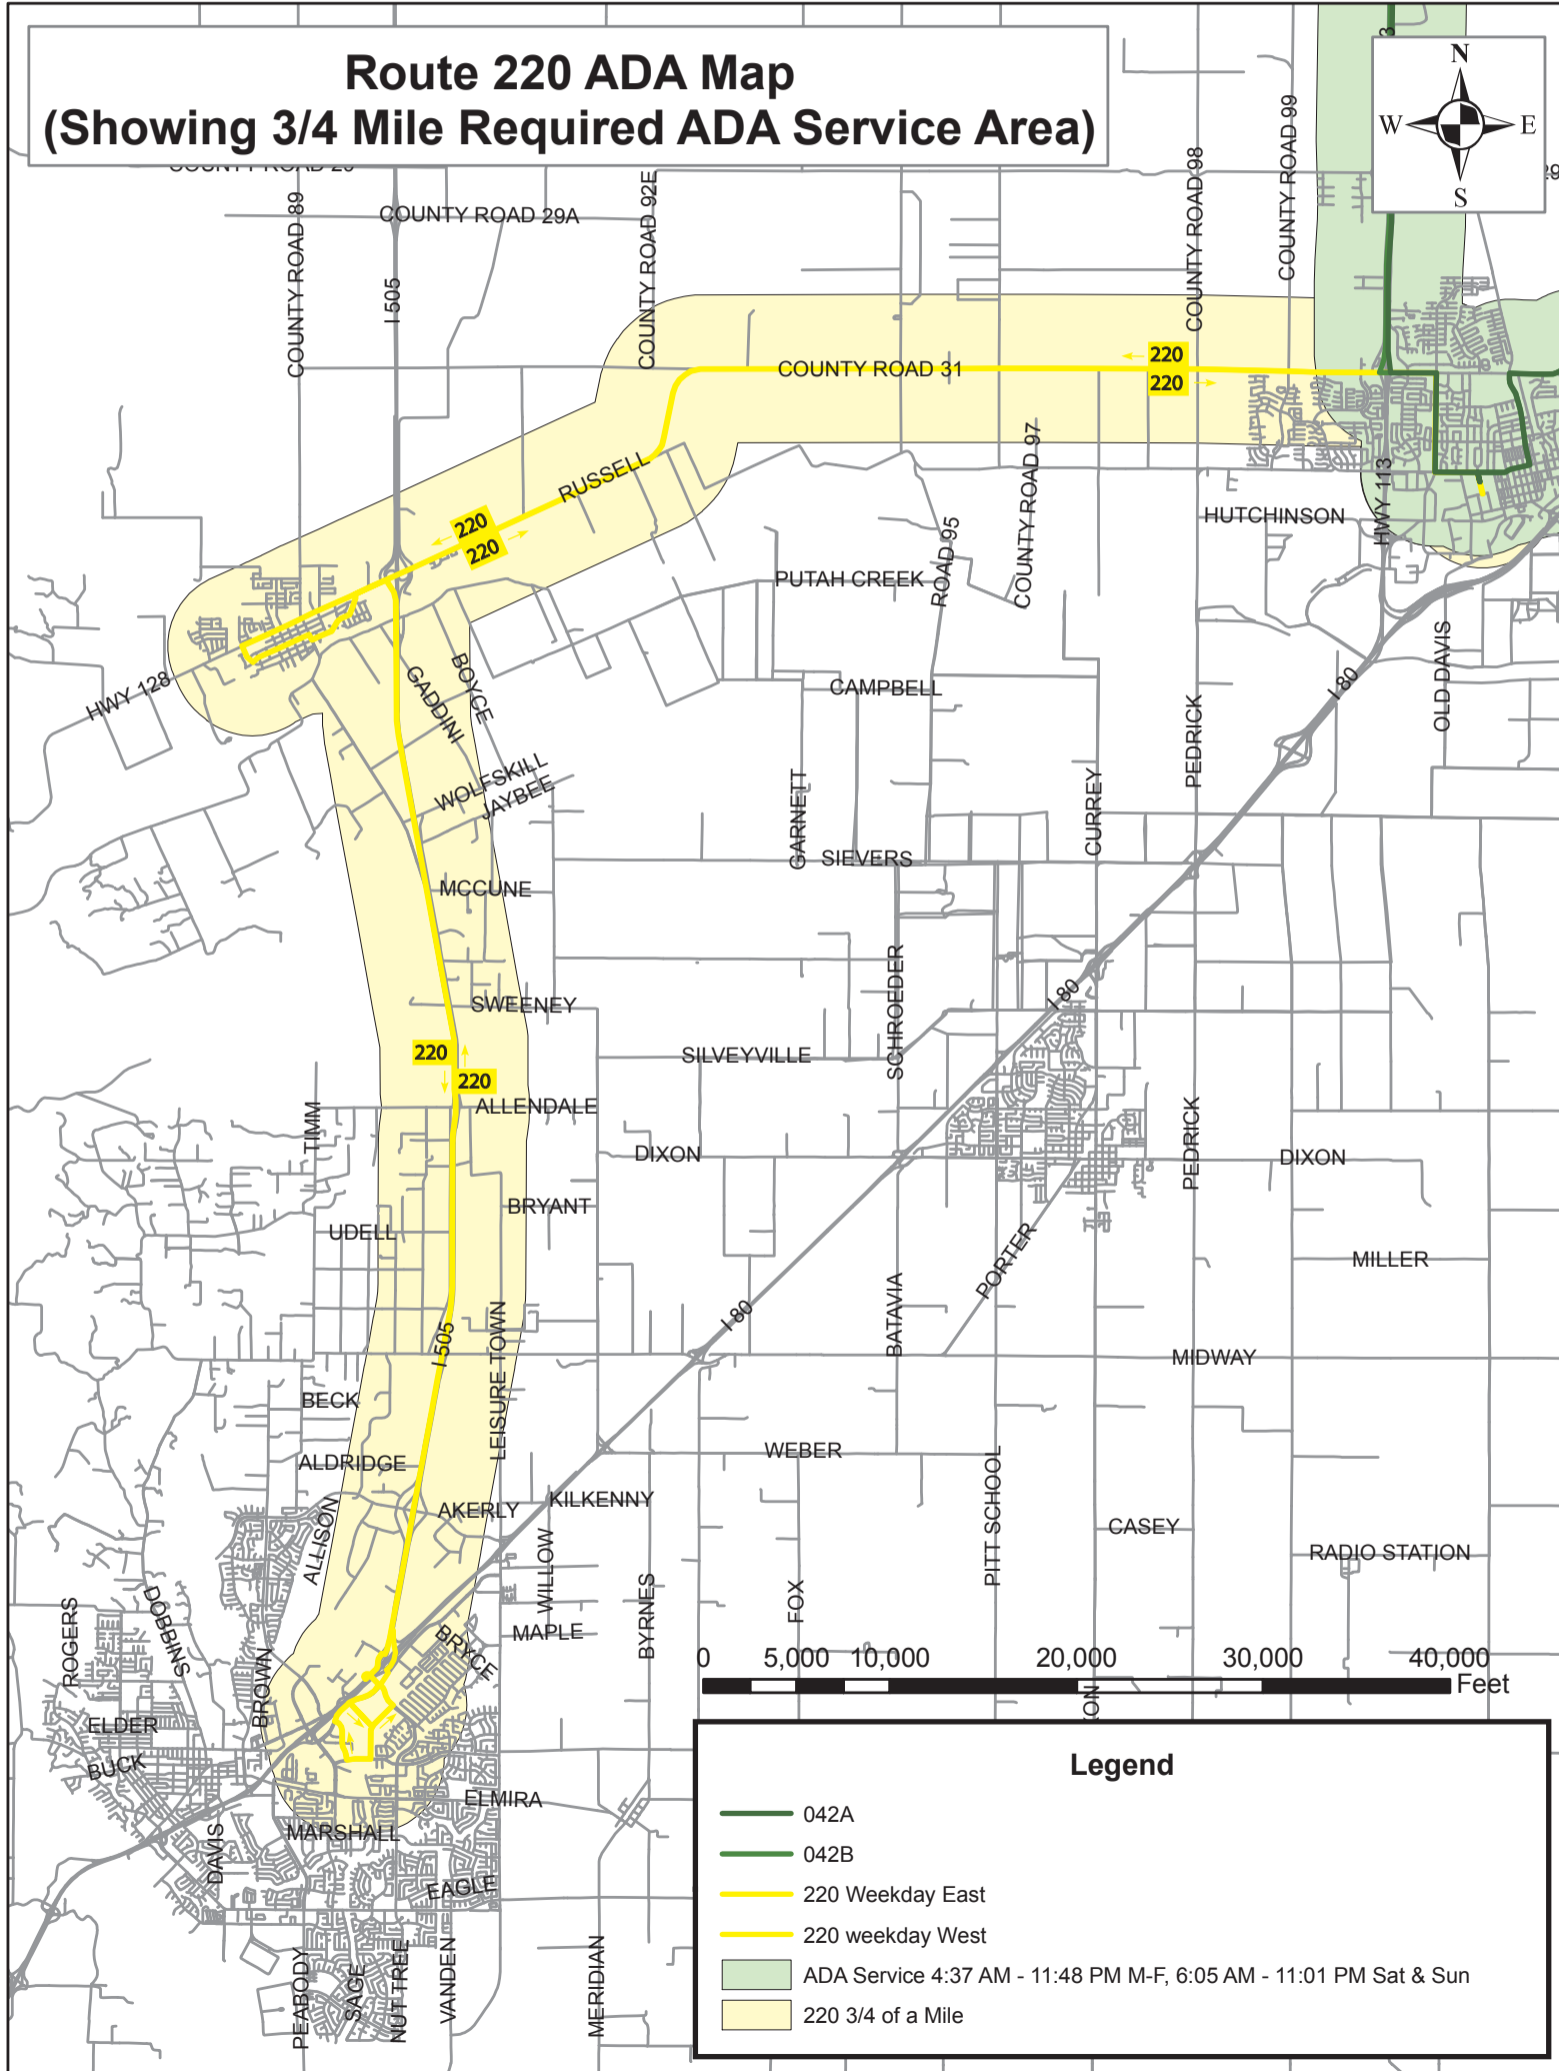 Route 220 ADA Map
(Showing 3/4 Mile Required ADA Service Area)
N
W
E
S
COUNTY ROAD 89
COUNTY ROAD 29A
I 505
COUNTY ROAD 92E
COUNTY ROAD 98
COUNTY ROAD 99
COUNTY ROAD 31
220
220
RUSSELL
220
220
COUNTY ROAD 97
ROAD 95
HWY 113
HUTCHINSON
PUTAH CREEK
OLD DAVIS
HWY 128
GADDINI
BOYCE
CAMPBELL
I 80
PEDRICK
WOLFSKILL
JAYBEE
GARNETT
CURREY
SIEVERS
MCCUNE
SCHROEDER
I 80
SWEENEY
SILVEYVILLE
220
220
ALLENDALE
TIMM
DIXON
PEDRICK
DIXON
BRYANT
UDELL
PORTER
MILLER
I 80
BATAVIA
I 505
LEISURE TOWN
MIDWAY
BECK
ALDRIDGE
WEBER
PITT SCHOOL
AKERLY
KILKENNY
ALLISON
CASEY
WILLOW
RADIO STATION
FOX
BYRNES
ROGERS
DOBBINS
MAPLE
BRYCE
BROWN
0
5,000
10,000
20,000
30,000
40,000
Feet
ELDER
BUCK
ELMIRA
MARSHALL
DAVIS
EAGLE
PEABODY
SAGE
NUT TREE
VANDEN
MERIDIAN
Legend
042A
042B
220 Weekday East
220 weekday West
ADA Service 4:37 AM - 11:48 PM M-F, 6:05 AM - 11:01 PM Sat & Sun
220 3/4 of a Mile